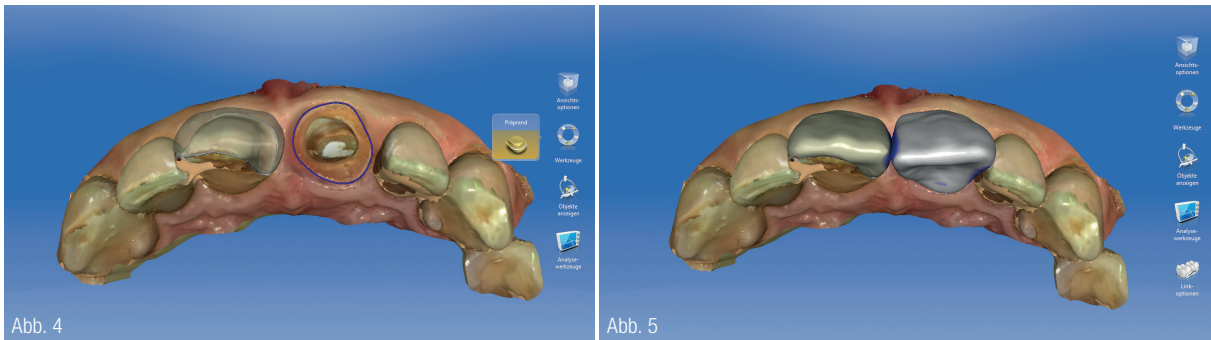 Ansichts-
optionen
Präprand
Werkzeuge
Objekte
anzeigen
Analyse-
werkzeuge
Abb. 4
Ansichts-
optionen
Werkzeuge
Objekte
anzeigen
Analyse-
werkzeuge
Link-
optionen
Abb. 5